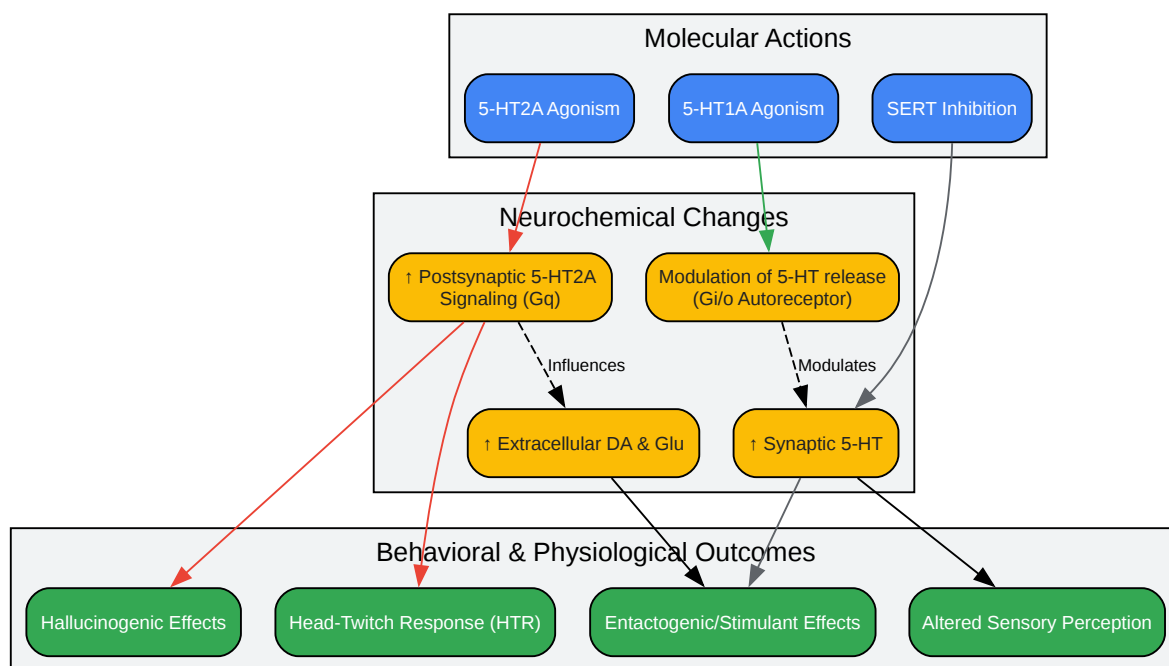 Molecular Actions
5-HT2A Agonism
5-HT1A Agonism
SERT Inhibition
Neurochemical Changes
↑ Postsynaptic 5-HT2A
Signaling (Gq)
Modulation of 5-HT release
(Gi/o Autoreceptor)
Influences
Modulates
↑ Extracellular DA & Glu
↑ Synaptic 5-HT
Behavioral & Physiological Outcomes
Hallucinogenic Effects
Head-Twitch Response (HTR)
Entactogenic/Stimulant Effects
Altered Sensory Perception